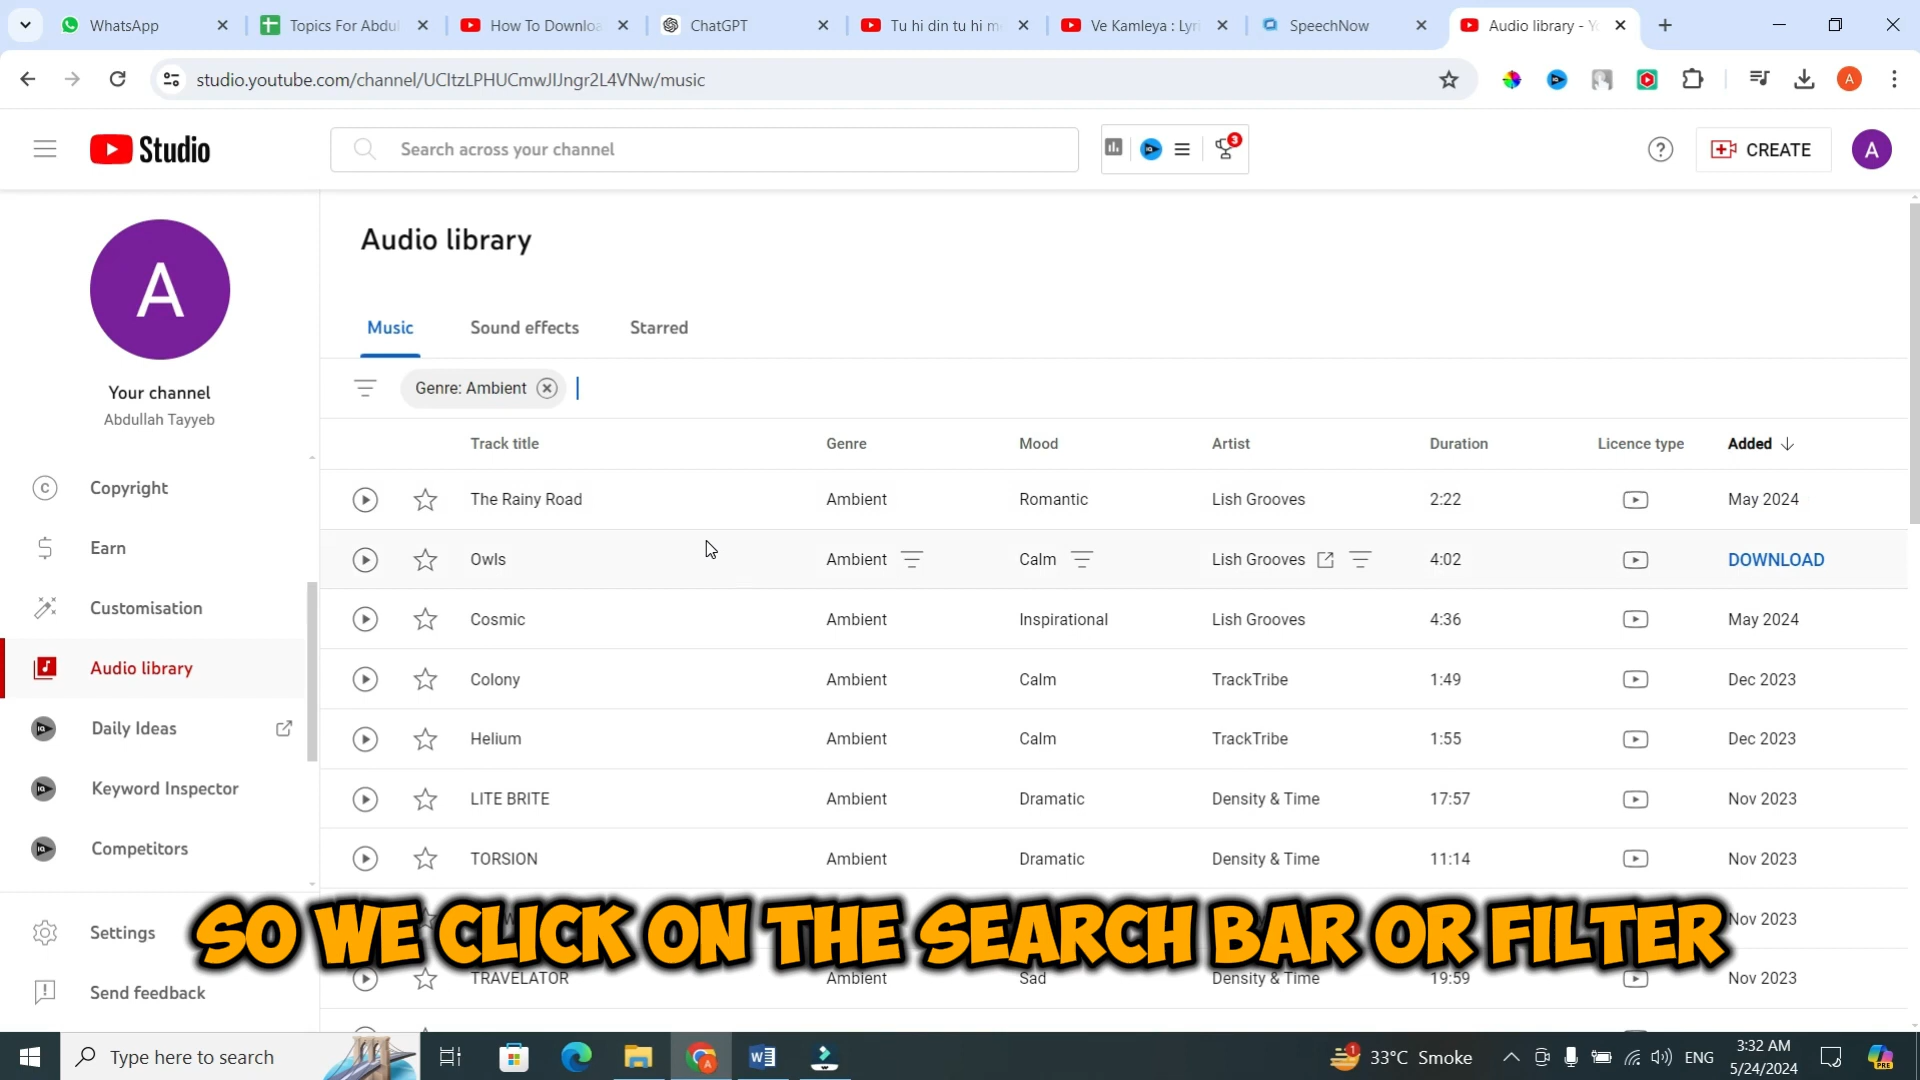 WhatsApp
Topics For Abdul
How To Downloa
ChatGPT
Tu hi din tu hi m
Ve Kamleya : Lyri
SpeechNow
Audio library - Y
studio.youtube.com/channel/UCItzLPHUCmwJIJngr2L4VNw/music
A
Studio
Search across your channel
3
CREATE
A
A
Your channel
Abdullah Tayyeb
Copyright
Earn
Customisation
Audio library
Daily Ideas
Keyword Inspector
Competitors
Settings
Send feedback
Audio library
Music Sound effects Starred
Genre: Ambient
Track title Genre Mood Artist Duration Licence type Added
The Rainy Road Ambient Romantic Lish Grooves 2:22 May 2024
Owls Ambient Calm Lish Grooves 4:02 DOWNLOAD
Cosmic Ambient Inspirational Lish Grooves 4:36 May 2024
Colony Ambient Calm TrackTribe 1:49 Dec 2023
Helium Ambient Calm TrackTribe 1:55 Dec 2023
LITE BRITE Ambient Dramatic Density & Time 17:57 Nov 2023
TORSION Ambient Dramatic Density & Time 11:14 Nov 2023
Nov 2023
TRAVELATOR Ambient Sad Density & Time 19:59 Nov 2023
SO WE CLICK ON THE SEARCH BAR OR FILTER
Type here to search
33°C Smoke
ENG
3:32 AM
5/24/2024